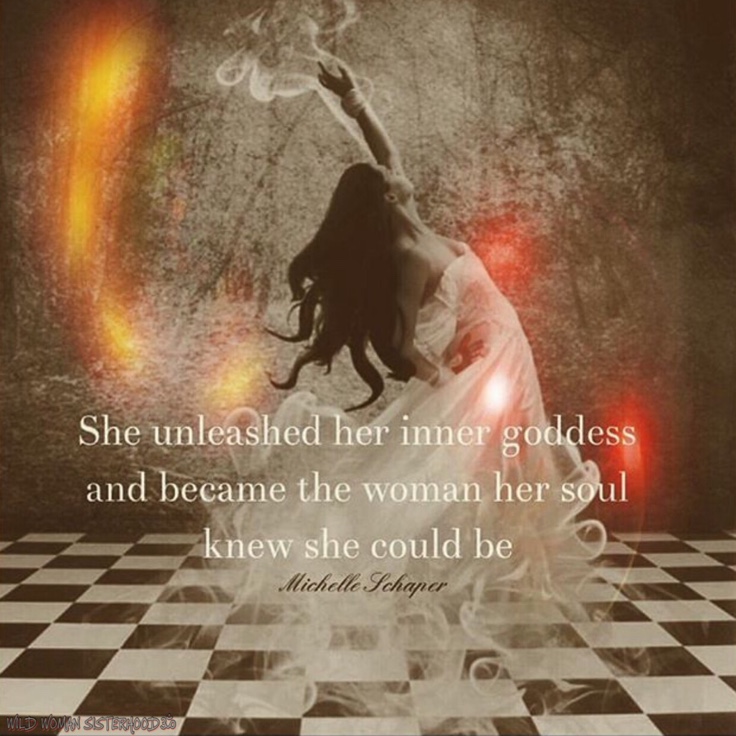 She unleashed her inner goddess
and became the woman her soul
knew she could be
Michelle Schaper
WILD WOMAN SISTERHOOD